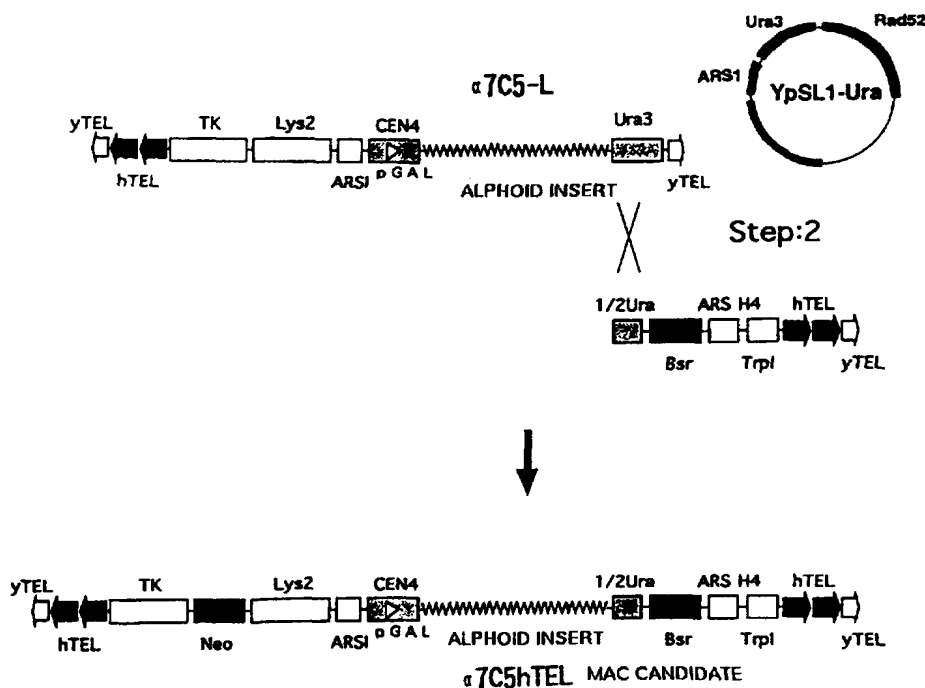 Ura3 Rad52
ARS1
YpSL1-Ura
α7C5-L
yTEL TK Lys2 CEN4 Ura3
hTEL ARSI pGAL yTEL
ALPHOID INSERT
Step:2
1/2Ura ARS H4 hTEL
Bsr TrpI yTEL
yTEL TK Lys2 CEN4 1/2Ura ARS H4 hTEL
hTEL Neo ARSI pGAL ALPHOID INSERT Bsr TrpI yTEL
α7C5hTEL MAC CANDIDATE